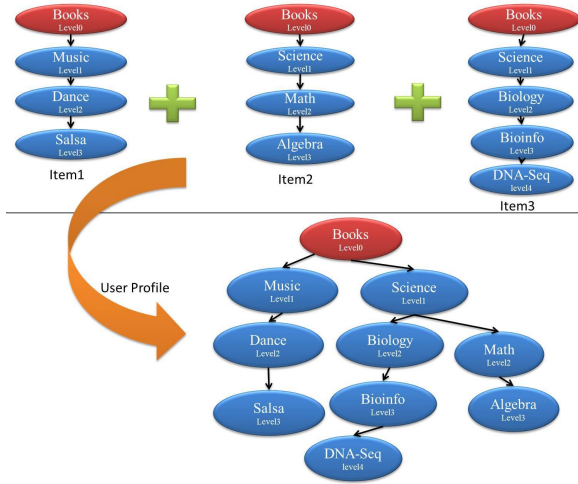 Books
Level0
Music
Level1
Dance
Level2
Salsa
Level3
Item1
Books
Level0
Science
Level1
Math
Level2
Algebra
Level3
Item2
Books
Level0
Science
Level1
Biology
Level2
Bioinfo
Level3
DNA-Seq
level4
Item3
User Profile
Books
Level0
Music
Level1
Science
Level1
Dance
Level2
Biology
Level2
Math
Level2
Salsa
Level3
Bioinfo
Level3
Algebra
Level3
DNA-Seq
level4